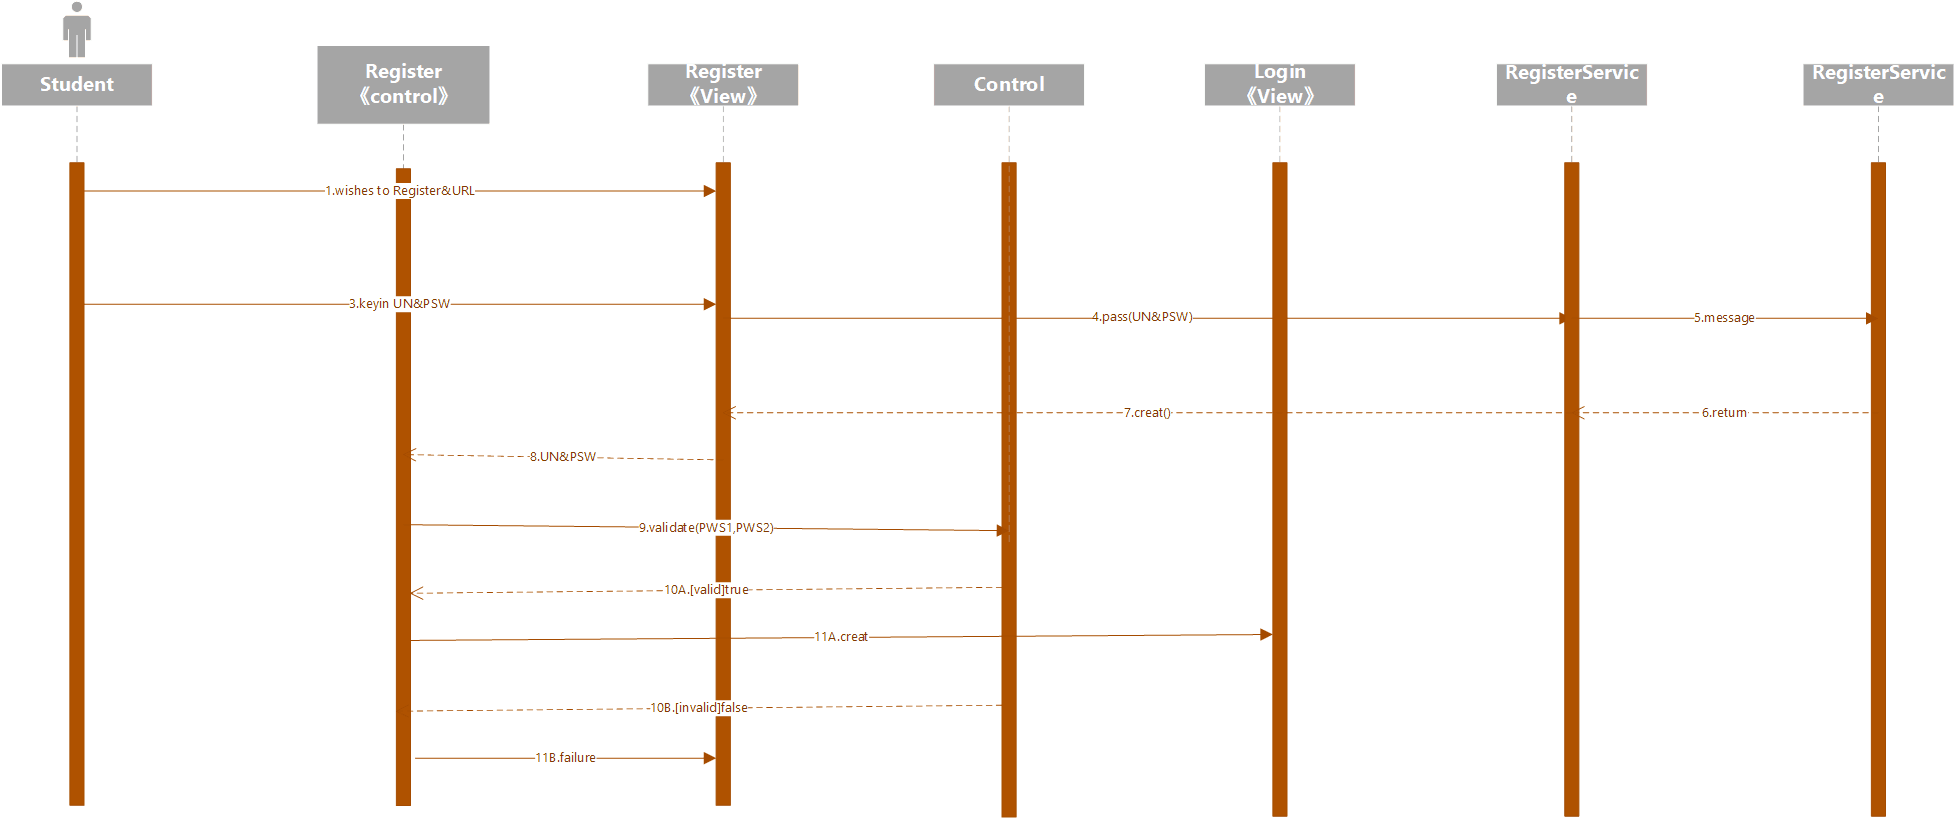 Student
Register
《control》
Register
《View》
Control
Login
《View》
RegisterServic
e
RegisterServic
e
1.wishes to Register&URL
3.keyin UN&PSW
4.pass(UN&PSW)
5.message
7.creat()
6.return
8.UN&PSW
9.validate(PWS1,PWS2)
10A.[valid]true
11A.creat
10B.[invalid]false
11B.failure